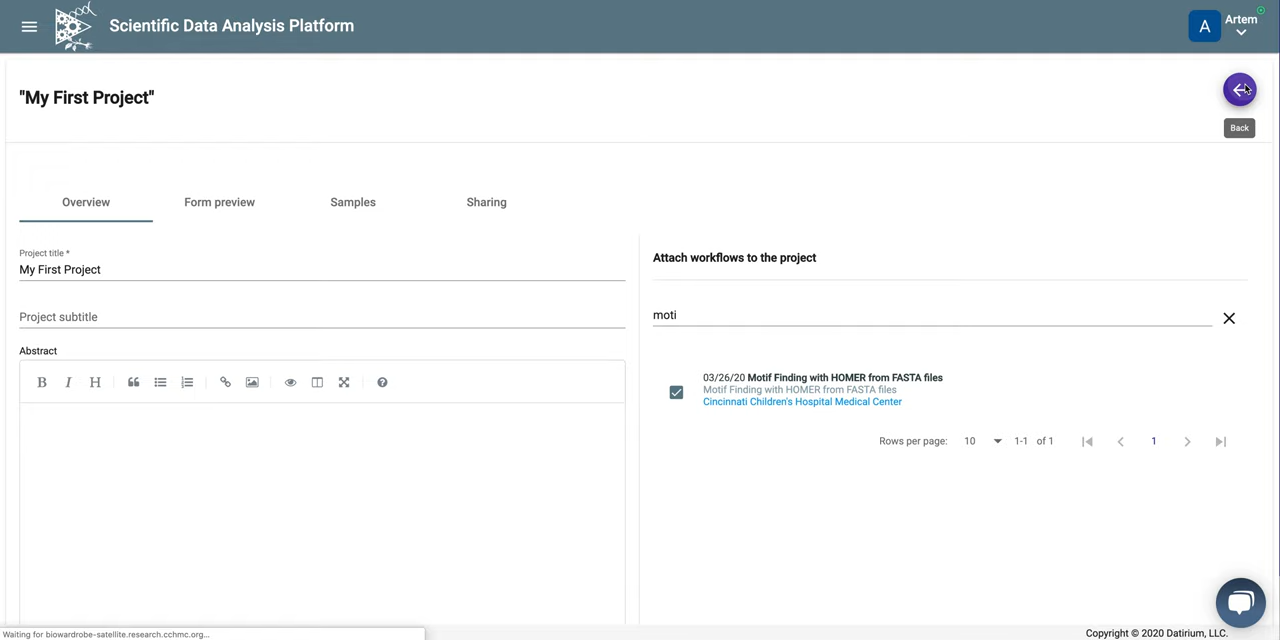 Scientific Data Analysis Platform
A
Artem
"My First Project"
Back
Overview
Form preview
Samples
Sharing
Project title *
My First Project
Project subtitle
Abstract
B I H
Attach workflows to the project
moti
03/26/20 Motif Finding with HOMER from FASTA files
Motif Finding with HOMER from FASTA files
Cincinnati Children's Hospital Medical Center
Rows per page: 10 1-1 of 1 1
Waiting for biowardrobe-satellite.research.cchmc.org...
Copyright © 2020 Datirium, LLC.